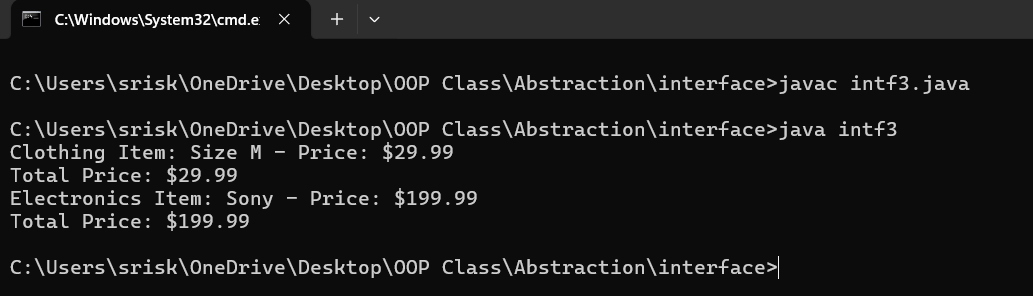 C:\Windows\System32\cmd.e
C:\Users\srisk\OneDrive\Desktop\OOP Class\Abstraction\interface>javac intf3.java
C:\Users\srisk\OneDrive\Desktop\OOP Class\Abstraction\interface>java intf3
Clothing Item: Size M - Price: $29.99
Total Price: $29.99
Electronics Item: Sony - Price: $199.99
Total Price: $199.99
C:\Users\srisk\OneDrive\Desktop\OOP Class\Abstraction\interface>